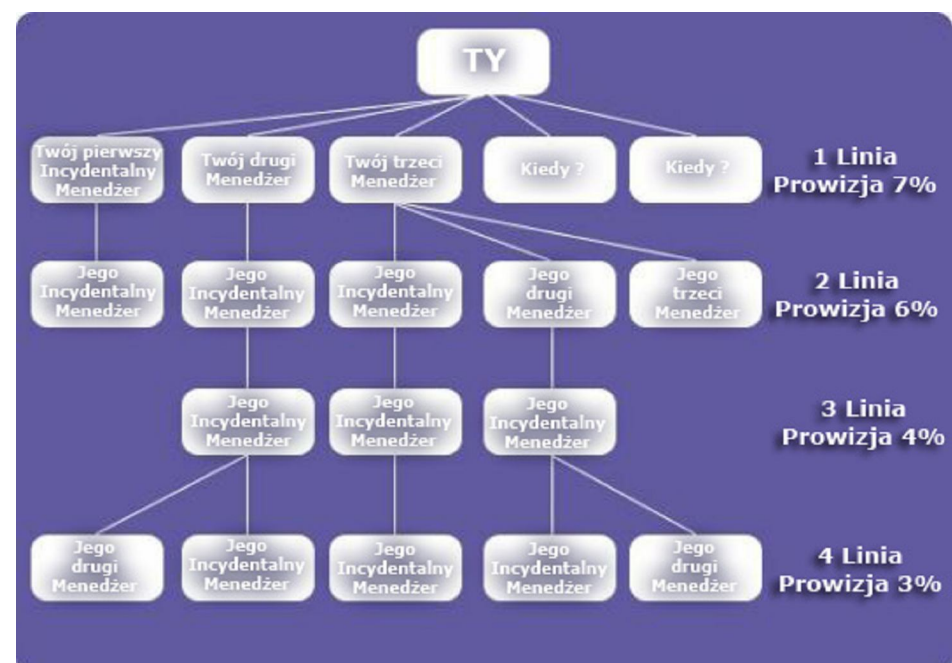 TY
Twój pierwszy
Incydentalny
Menedżer
Twój drugi
Menedżer
Twój trzeci
Menedżer
Kiedy ?
Kiedy ?
1 Linia
Prowizja 7%
Jego
Incydentalny
Menedżer
Jego
Incydentalny
Menedżer
Jego
Incydentalny
Menedżer
Jego
drugi
Menedżer
Jego
trzeci
Menedżer
2 Linia
Prowizja 6%
Jego
Incydentalny
Menedżer
Jego
Incydentalny
Menedżer
Jego
Incydentalny
Menedżer
3 Linia
Prowizja 4%
Jego
drugi
Menedżer
Jego
Incydentalny
Menedżer
Jego
Incydentalny
Menedżer
Jego
Incydentalny
Menedżer
Jego
drugi
Menedżer
4 Linia
Prowizja 3%